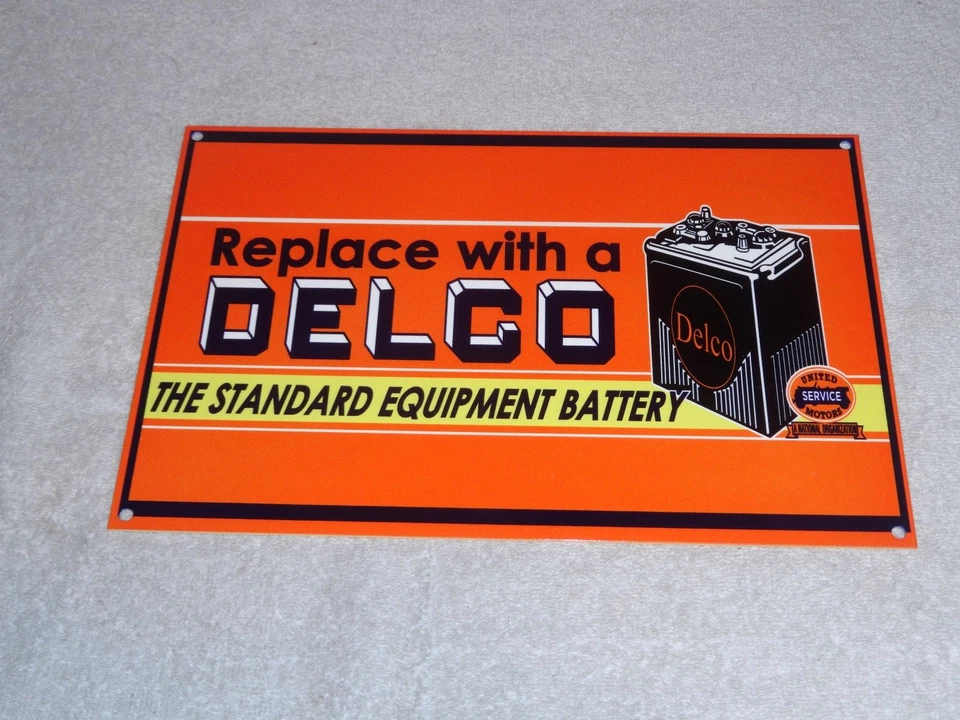 Replace with a
DELCO
THE STANDARD EQUIPMENT BATTERY
Delco
UNITED
SERVICE
MOTORS
A NATIONAL ORGANIZATION